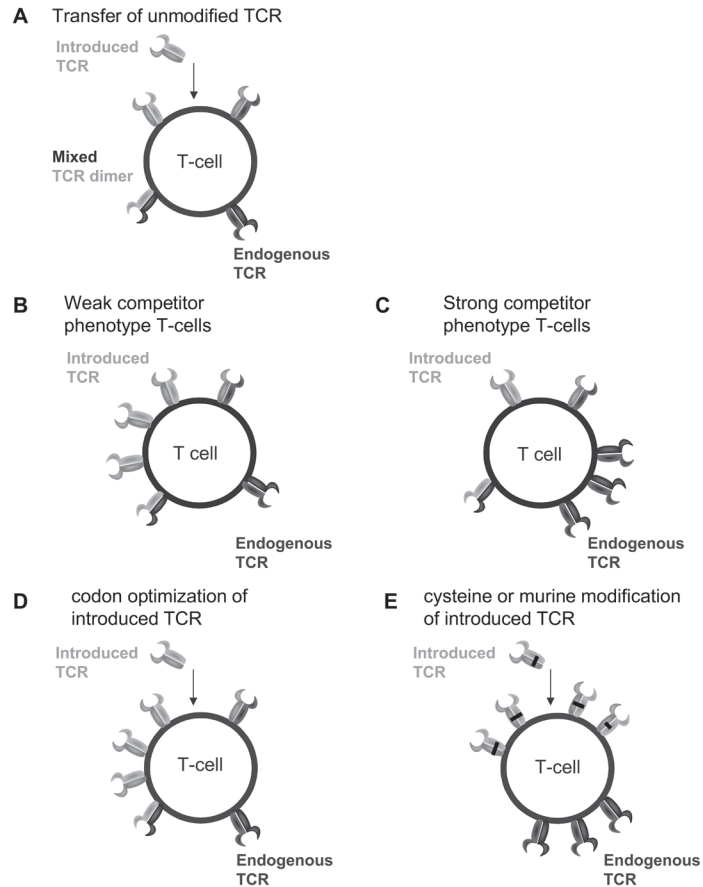 A Transfer of unmodified TCR
Introduced
TCR
T-cell
Mixed
TCR dimer
Endogenous
TCR
B Weak competitor
phenotype T-cells
Introduced
TCR
T cell
Endogenous
TCR
C Strong competitor
phenotype T-cells
Introduced
TCR
T cell
Endogenous
TCR
D codon optimization of
introduced TCR
Introduced
TCR
T-cell
Endogenous
TCR
E cysteine or murine modification
of introduced TCR
Introduced
TCR
T-cell
Endogenous
TCR